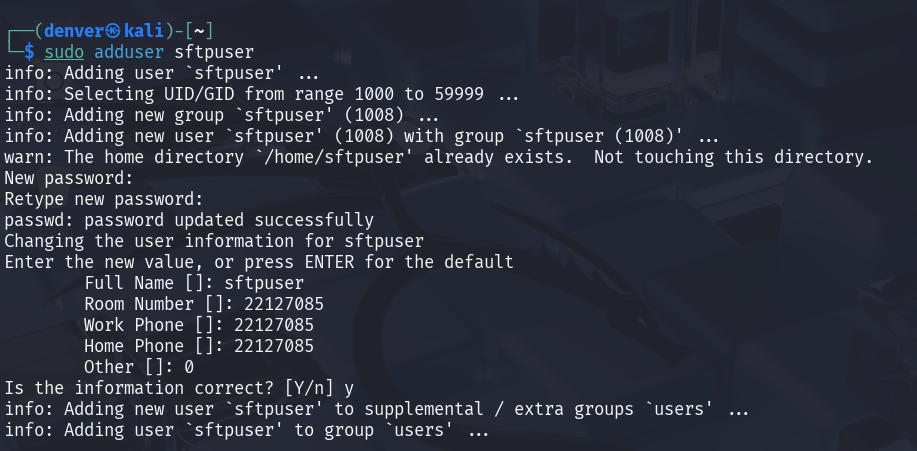 ┌──(denver㉿kali)-[~]
└─$ sudo adduser sftpuser
info: Adding user `sftpuser' ...
info: Selecting UID/GID from range 1000 to 59999 ...
info: Adding new group `sftpuser' (1008) ...
info: Adding new user `sftpuser' (1008) with group `sftpuser (1008)' ...
warn: The home directory `/home/sftpuser' already exists.  Not touching this directory.
New password:
Retype new password:
passwd: password updated successfully
Changing the user information for sftpuser
Enter the new value, or press ENTER for the default
        Full Name []: sftpuser
        Room Number []: 22127085
        Work Phone []: 22127085
        Home Phone []: 22127085
        Other []: 0
Is the information correct? [Y/n] y
info: Adding new user `sftpuser' to supplemental / extra groups `users' ...
info: Adding user `sftpuser' to group `users' ...